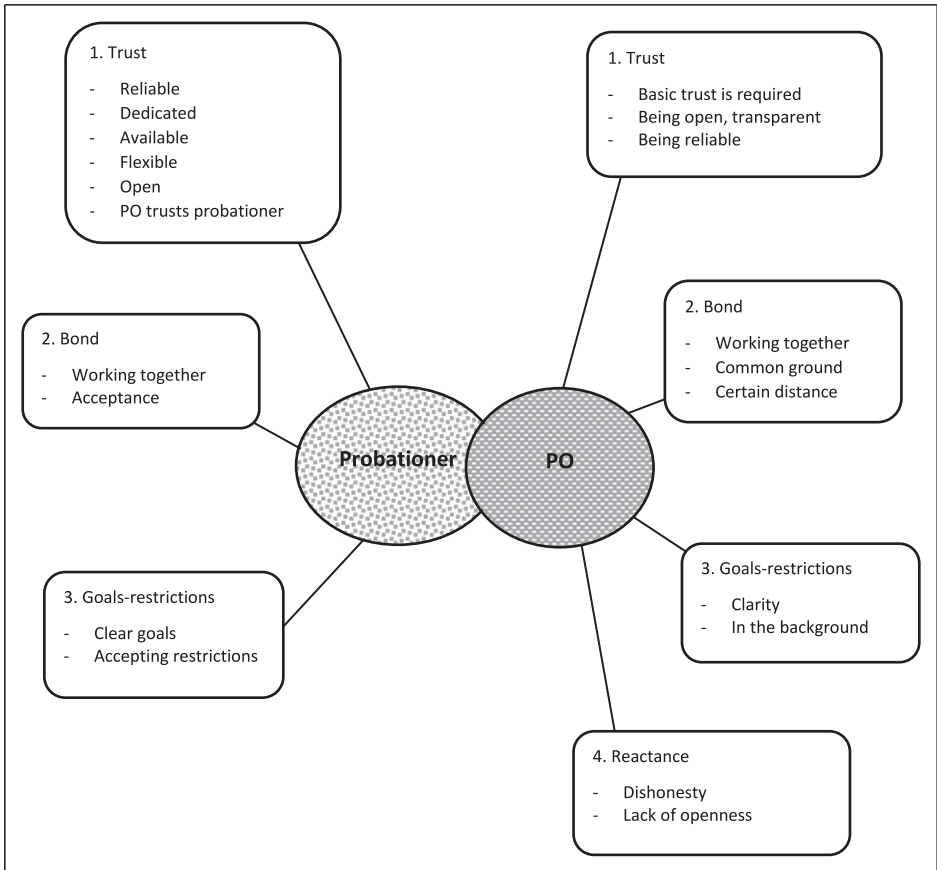 1. Trust
- Reliable
- Dedicated
- Available
- Flexible
- Open
- PO trusts probationer
1. Trust
- Basic trust is required
- Being open, transparent
- Being reliable
2. Bond
- Working together
- Acceptance
2. Bond
- Working together
- Common ground
- Certain distance
Probationer
PO
3. Goals-restrictions
- Clear goals
- Accepting restrictions
3. Goals-restrictions
- Clarity
- In the background
4. Reactance
- Dishonesty
- Lack of openness